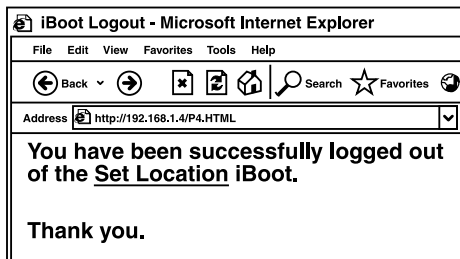 iBoot Logout - Microsoft Internet Explorer
File Edit View Favorites Tools Help
Back Search Favorites
Address http://192.168.1.4/P4.HTML
You have been successfully logged out
of the Set Location iBoot.
Thank you.